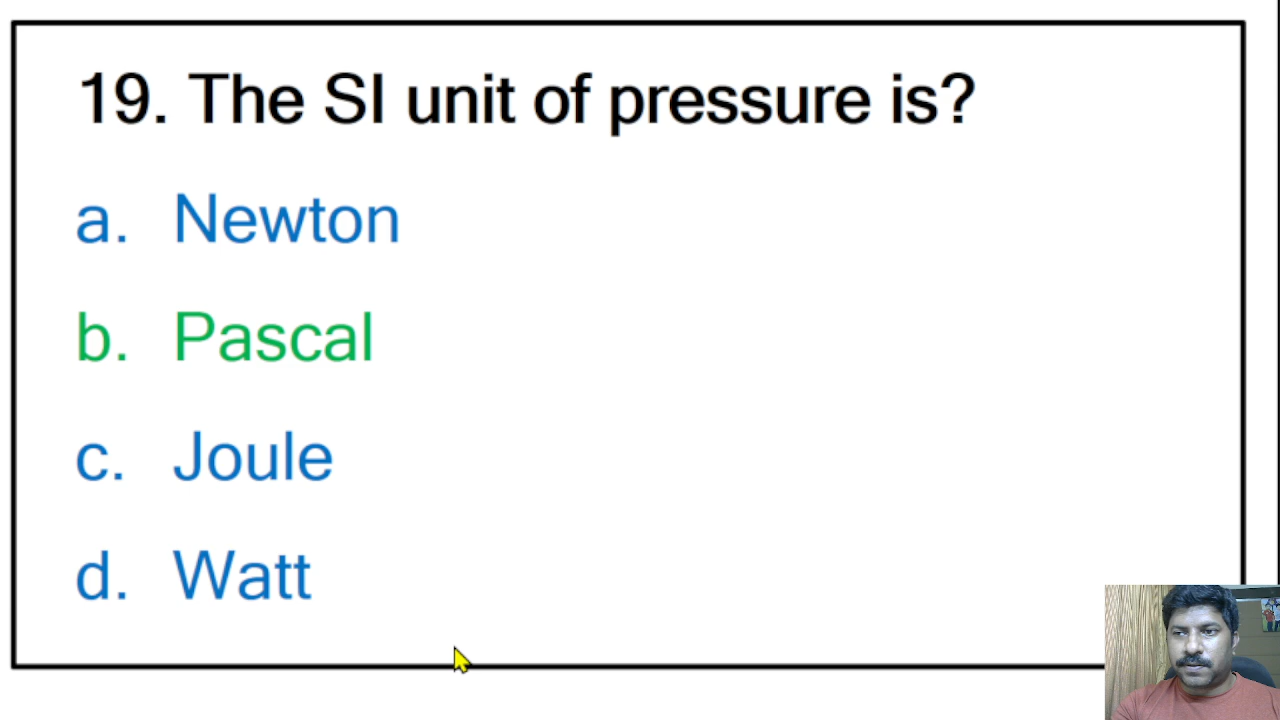 19. The SI unit of pressure is?
a. Newton
b. Pascal
c. Joule
d. Watt